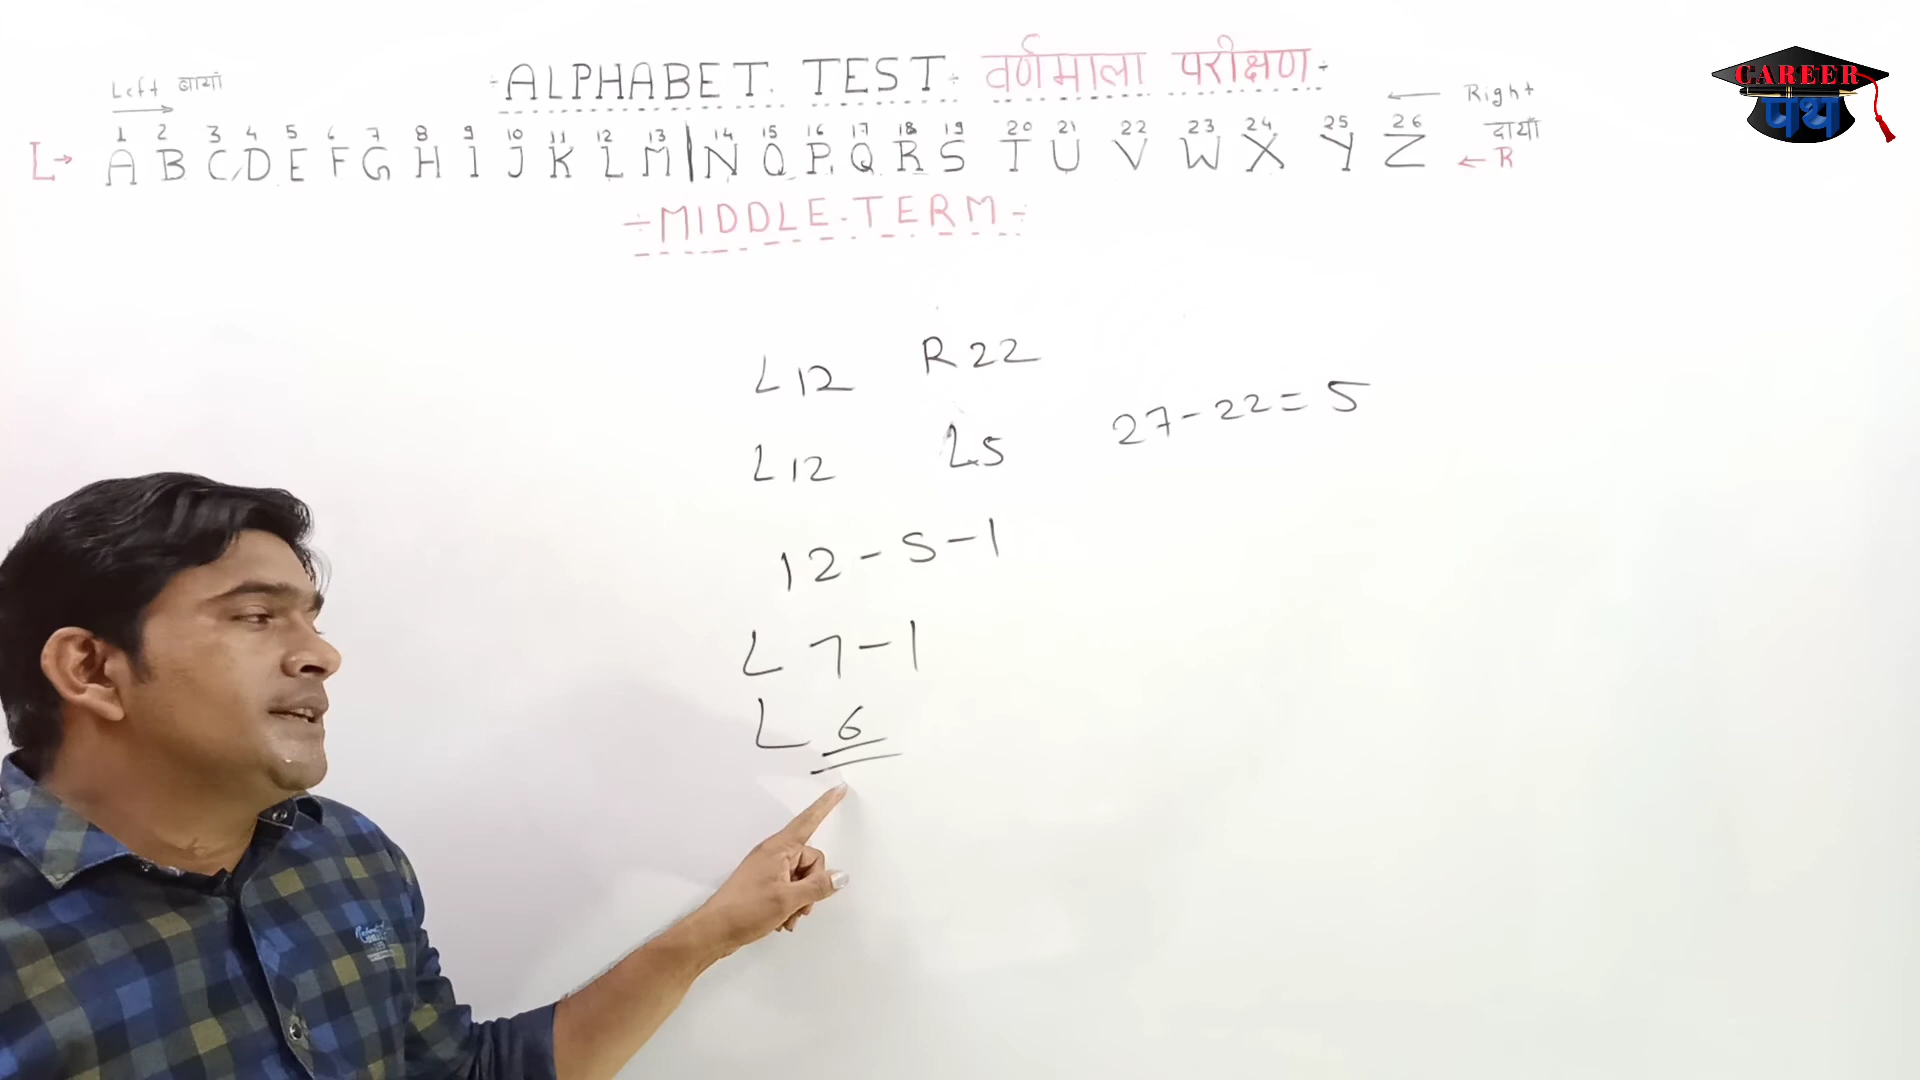 Left बायाँ
÷ ALPHABET. TEST ÷ वर्णमाला परीक्षण ÷
← Right
दायाँ
CAREER
पथ
1 2 3 4 5 6 7 8 9 10 11 12 13 14 15 16 17 18 19 20 21 22 23 24 25 26
L→ A B C D E F G H I J K L M | N O P Q R S T U V W X Y Z ← R
÷ MIDDLE-TERM ÷
L12 R22
L12 L5 27-22=5
12-5-1
L 7-1
L 6